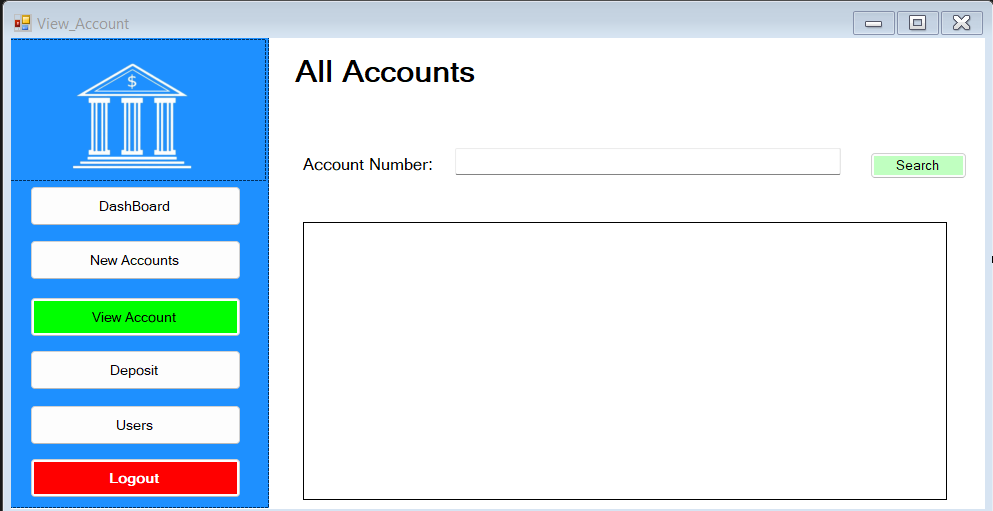 View_Account
$
DashBoard
New Accounts
View Account
Deposit
Users
Logout
All Accounts
Account Number:
Search